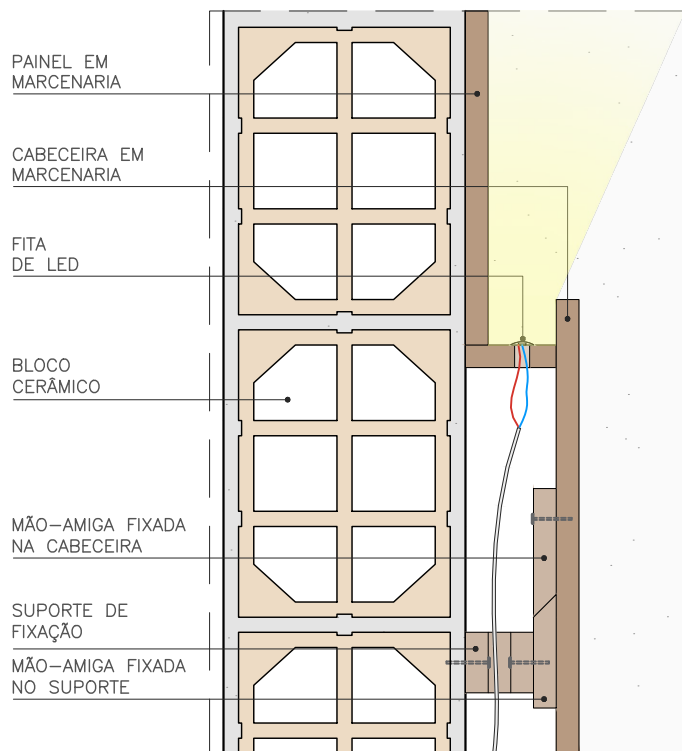 PAINEL EM
MARCENARIA
CABECEIRA EM
MARCENARIA
FITA
DE LED
BLOCO
CERÂMICO
MÃO-AMIGA FIXADA
NA CABECEIRA
SUPORTE DE
FIXAÇÃO
MÃO-AMIGA FIXADA
NO SUPORTE